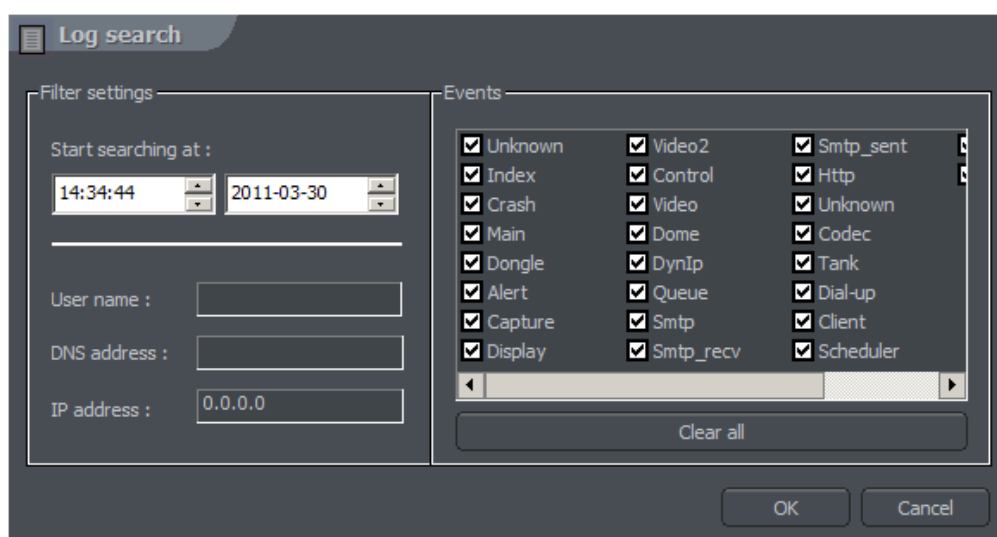 Log search
Filter settings
Start searching at :
14:34:44 2011-03-30
User name :
DNS address :
IP address : 0.0.0.0
Events
Unknown Video2 Smtp_sent
Index Control Http
Crash Video Unknown
Main Dome Codec
Dongle DynIp Tank
Alert Queue Dial-up
Capture Smtp Client
Display Smtp_recv Scheduler
Clear all
OK Cancel